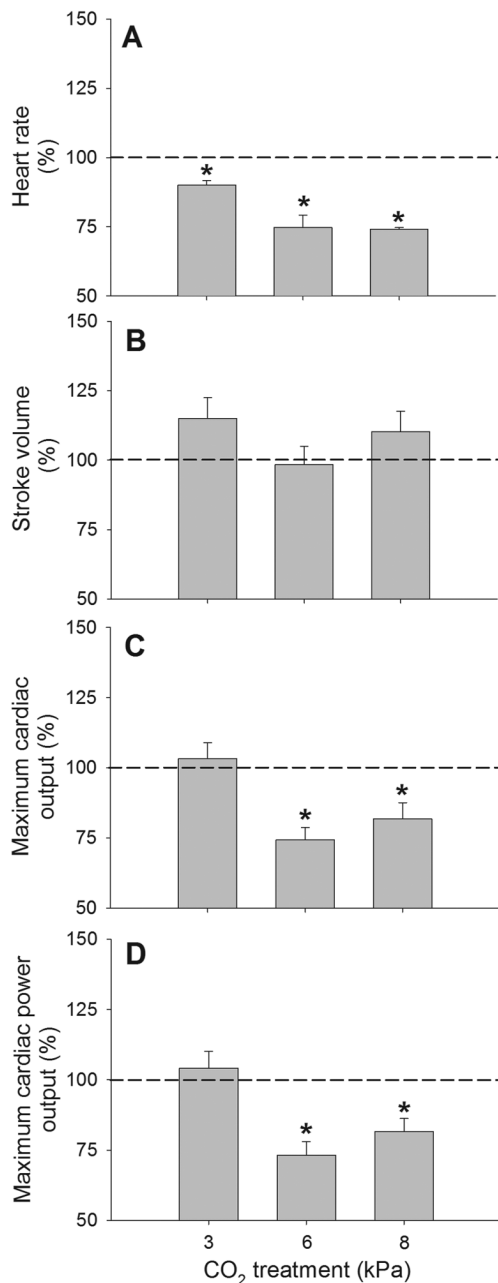 A
Heart rate
(%)
150
125
100
75
50
*
*
*
B
Stroke volume
(%)
150
125
100
75
50
C
Maximum cardiac
output (%)
150
125
100
75
50
*
*
D
Maximum cardiac power
output (%)
150
125
100
75
50
*
*
3 6 8
CO₂ treatment (kPa)